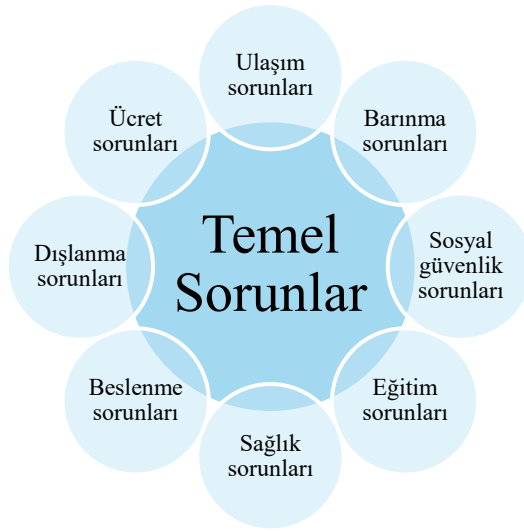 Temel
Sorunlar
Ulaşım
sorunları
Barınma
sorunları
Sosyal
güvenlik
sorunları
Eğitim
sorunları
Sağlık
sorunları
Beslenme
sorunları
Dışlanma
sorunları
Ücret
sorunları